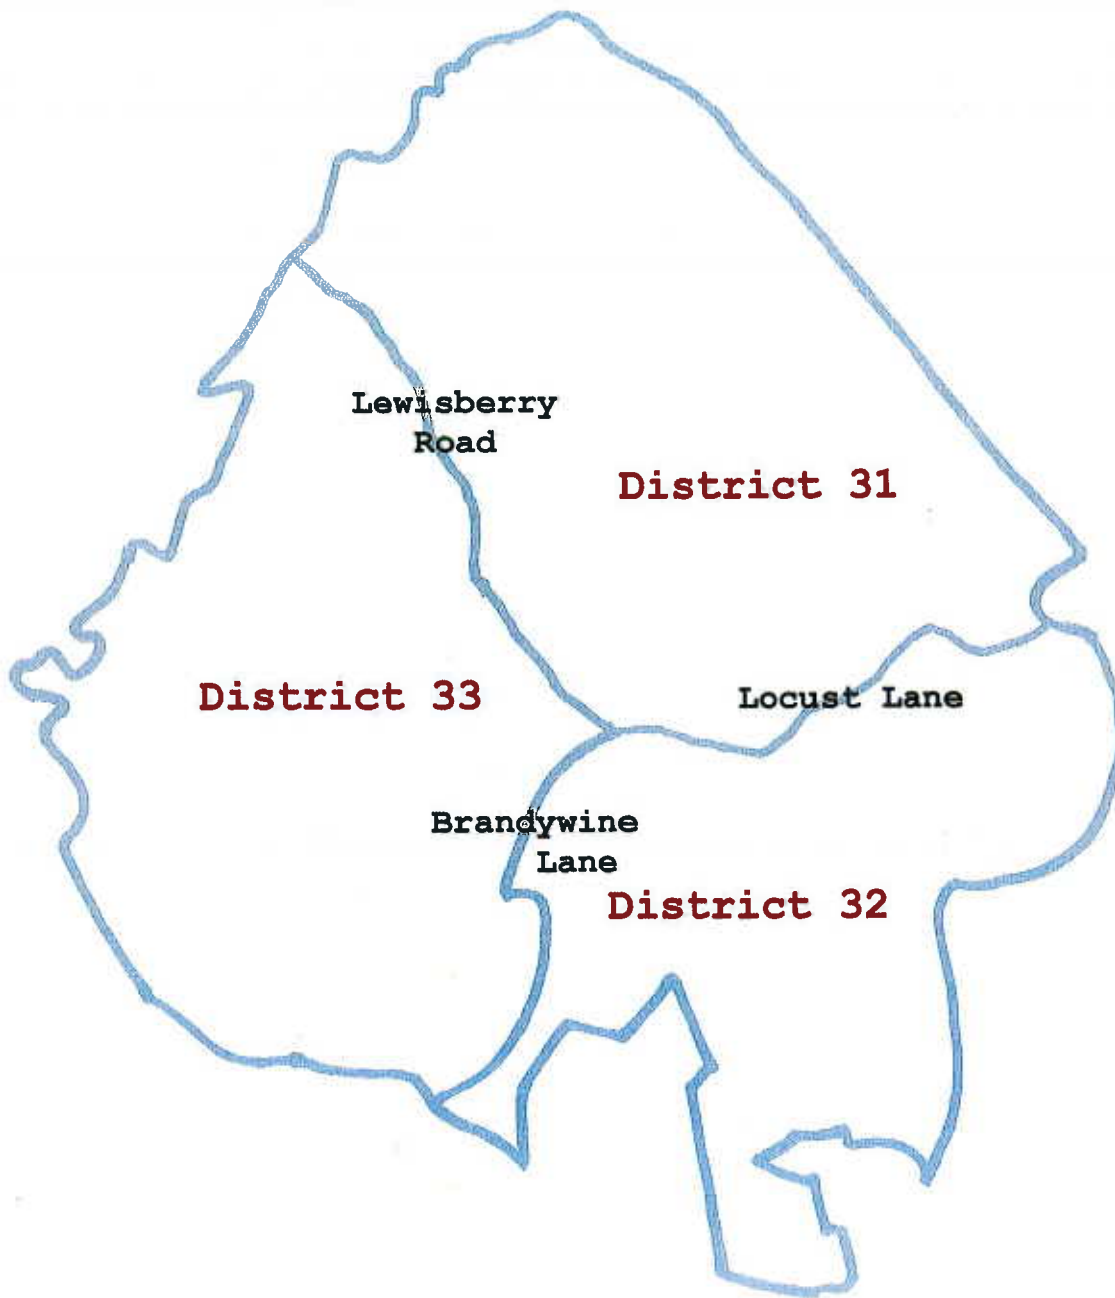 Lewisberry
Road
District 31
District 33
Locust Lane
Brandywine
Lane
District 32